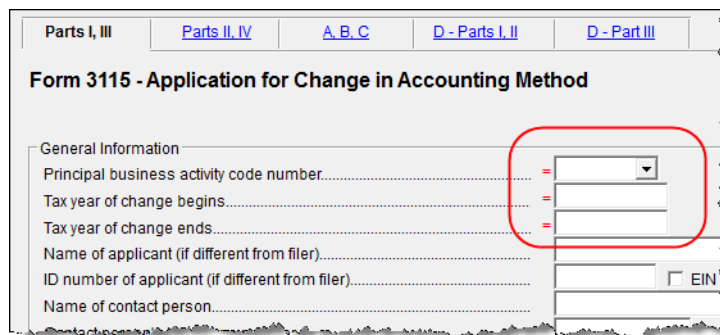 Parts I, III Parts II, IV A, B, C D - Parts I, II D - Part III
Form 3115 - Application for Change in Accounting Method
General Information
Principal business activity code number.......... =
Tax year of change begins.......... =
Tax year of change ends.......... =
Name of applicant (if different from filer)..........
ID number of applicant (if different from filer).......... EIN
Name of contact person..........